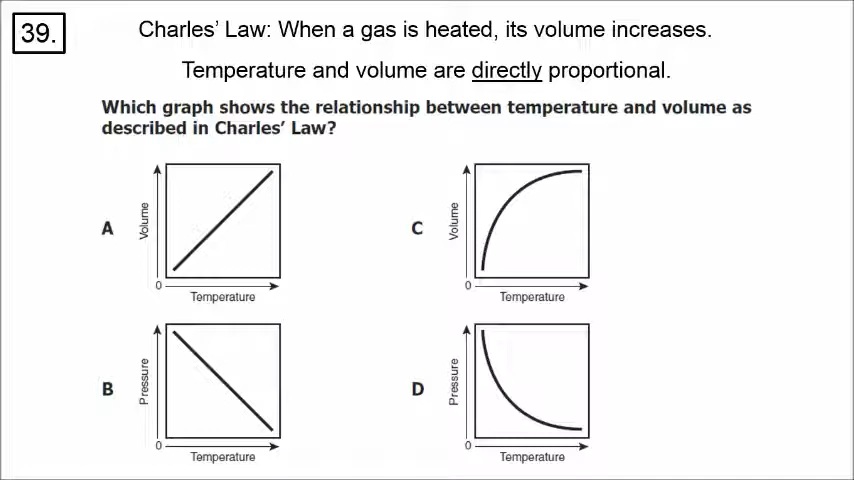 39.
Charles’ Law: When a gas is heated, its volume increases.
Temperature and volume are directly proportional.
Which graph shows the relationship between temperature and volume as
described in Charles’ Law?
A
Volume
0
Temperature
C
Volume
0
Temperature
B
Pressure
0
Temperature
D
Pressure
0
Temperature